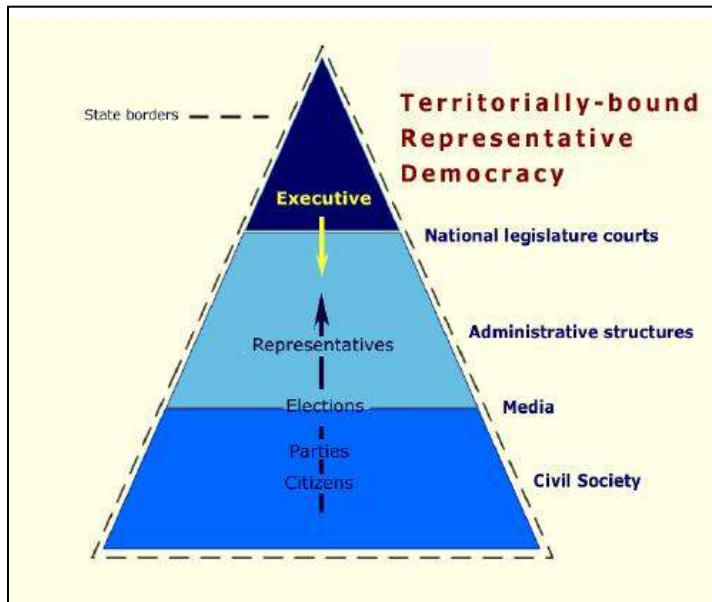 Territorially-bound
Representative
Democracy
State borders
Executive
National legislature courts
Representatives
Administrative structures
Elections
Media
Parties
Citizens
Civil Society